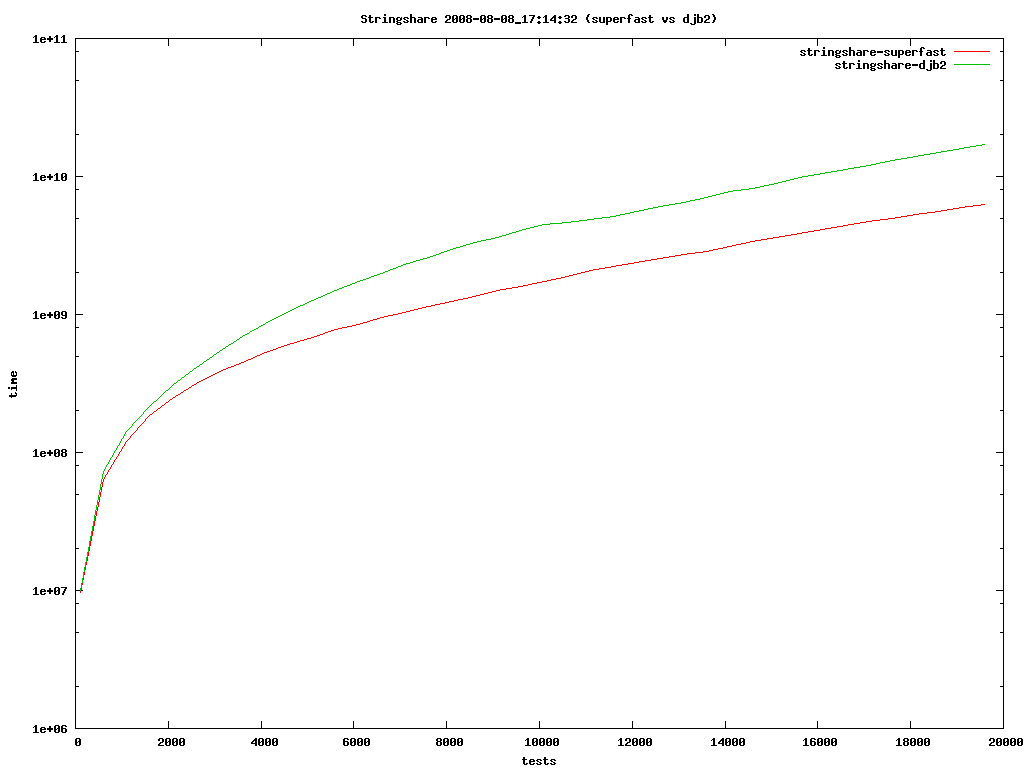 Stringshare 2008-08-08_17:14:32 (superfast vs djb2)
1e+11
stringshare-superfast
stringshare-djb2
1e+10
1e+09
time
1e+08
1e+07
1e+06
0 2000 4000 6000 8000 10000 12000 14000 16000 18000 20000
tests